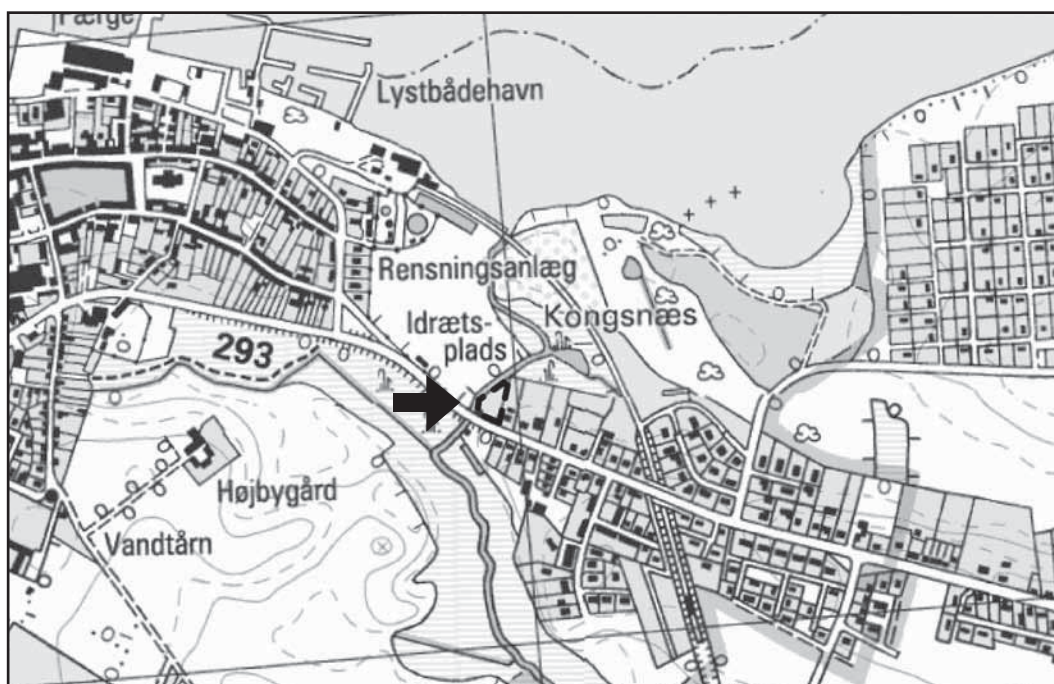 Færge
Lystbådehavn
Rensningsanlæg
Idræts-
plads
Kongsnæs
293
Højbygård
Vandtårn